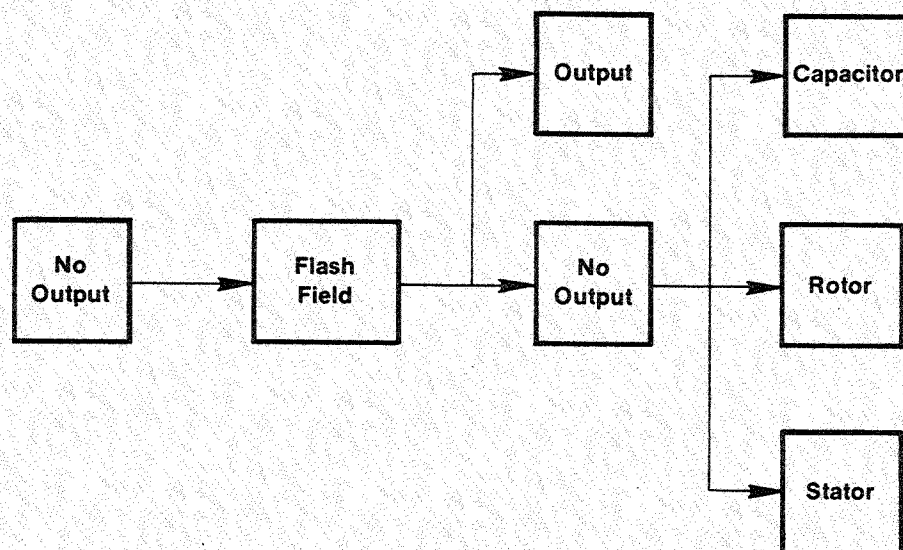 No
Output
Flash
Field
Output
No
Output
Capacitor
Rotor
Stator